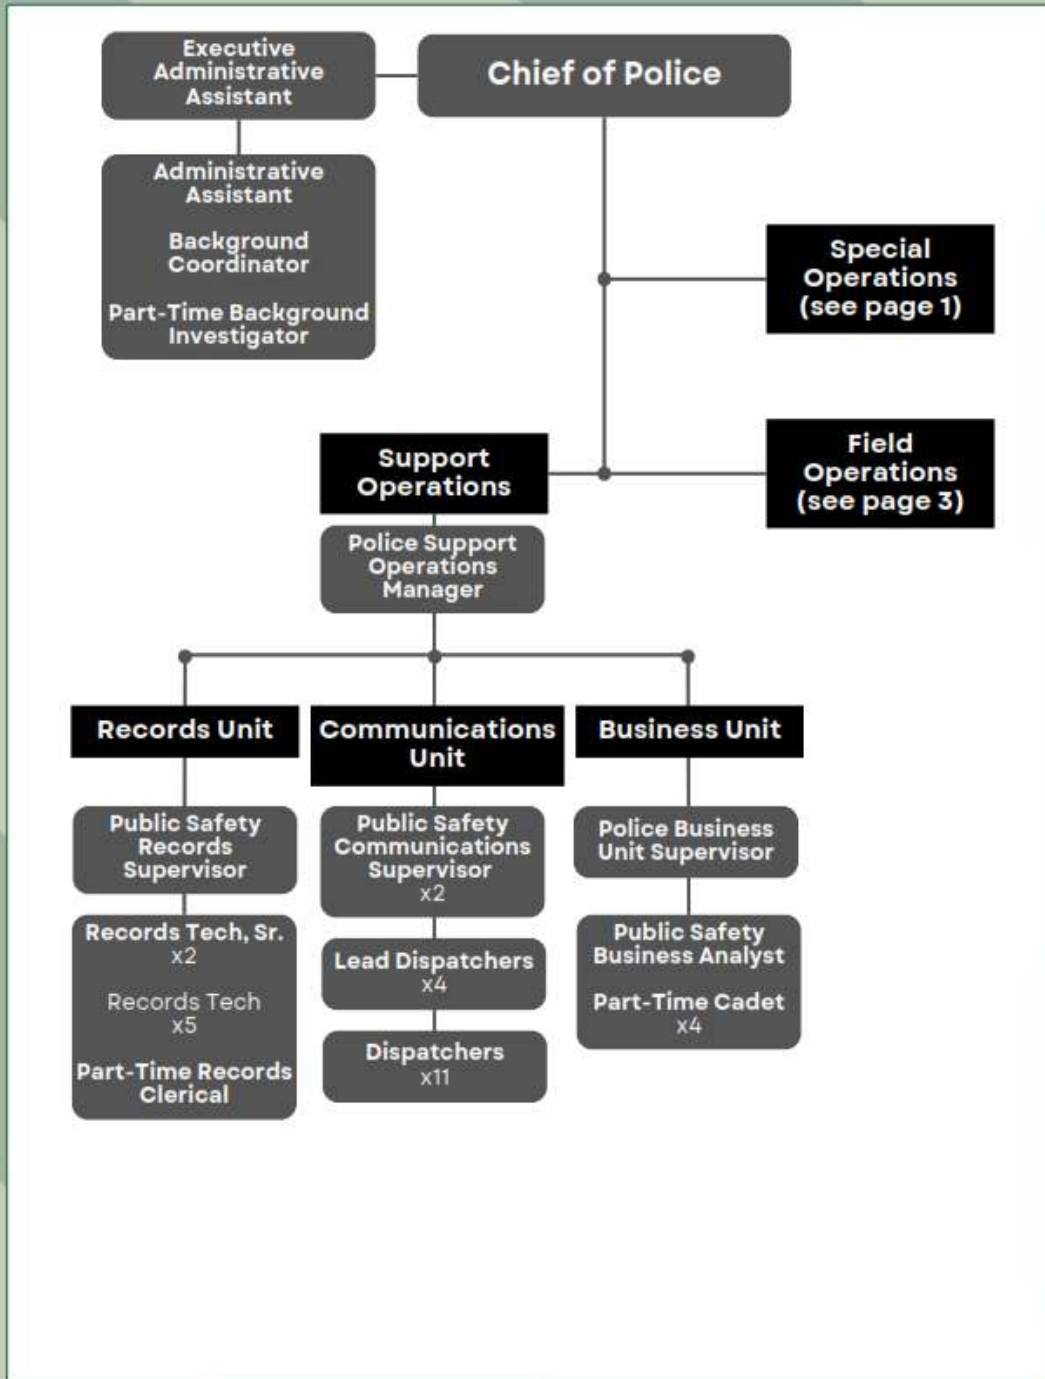 Executive
Administrative
Assistant
Chief of Police
Administrative
Assistant
Background
Coordinator
Part-Time Background
Investigator
Special
Operations
(see page 1)
Support
Operations
Field
Operations
(see page 3)
Police Support
Operations
Manager
Records Unit
Communications
Unit
Business Unit
Public Safety
Records
Supervisor
Public Safety
Communications
Supervisor
x2
Police Business
Unit Supervisor
Records Tech, Sr.
x2
Records Tech
x5
Part-Time Records
Clerical
Lead Dispatchers
x4
Dispatchers
x11
Public Safety
Business Analyst
Part-Time Cadet
x4